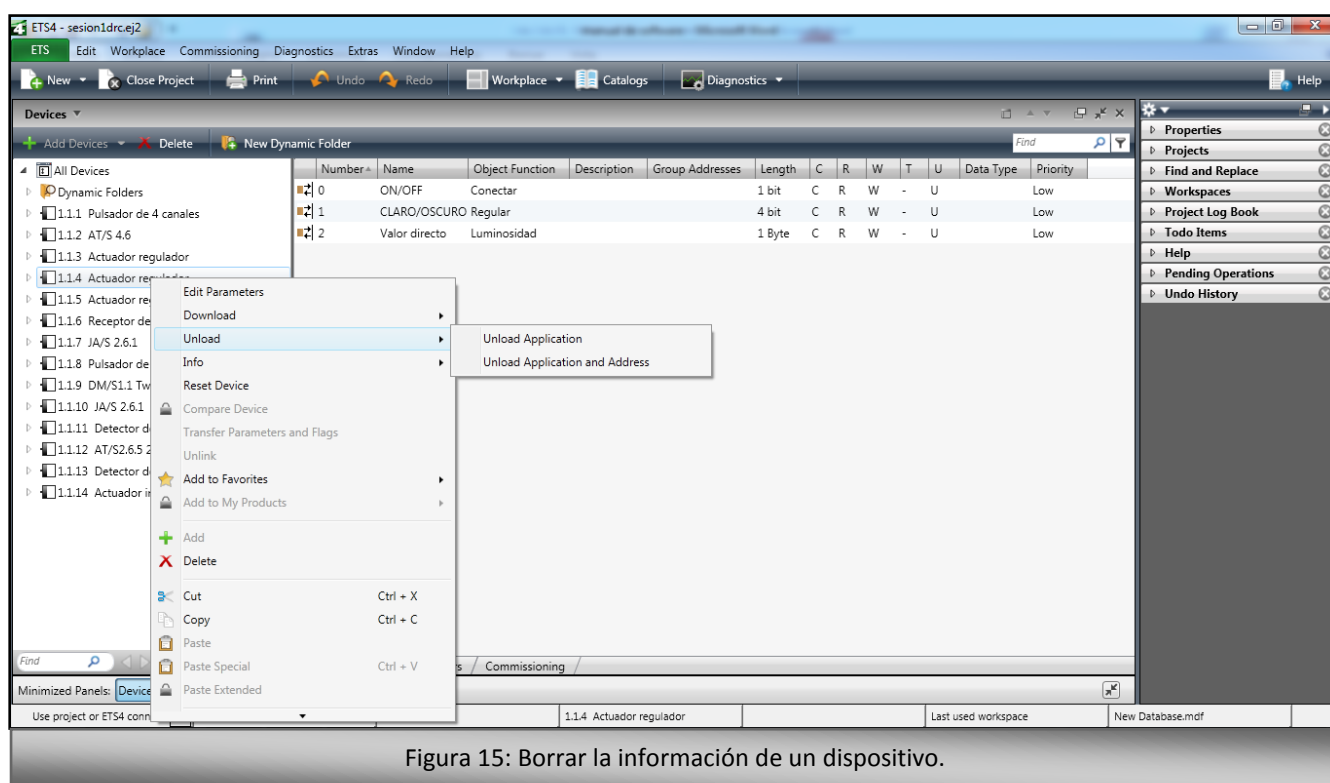 ETS4 - sesion1drc.ej2
ETS Edit Workplace Commissioning Diagnostics Extras Window Help
New Close Project Print Undo Redo Workplace Catalogs Diagnostics Help
Devices
Add Devices Delete New Dynamic Folder Find
Number Name Object Function Description Group Addresses Length C R W T U Data Type Priority
0 ON/OFF Conectar 1 bit C R W - U Low
1 CLARO/OSCURO Regular 4 bit C R W - U Low
2 Valor directo Luminosidad 1 Byte C R W - U Low
All Devices
Dynamic Folders
1.1.1 Pulsador de 4 canales
1.1.2 AT/S 4.6
1.1.3 Actuador regulador
1.1.4 Actuador regulador
1.1.5 Actuador re
1.1.6 Receptor de
1.1.7 JA/S 2.6.1
1.1.8 Pulsador de
1.1.9 DM/S1.1 Tw
1.1.10 JA/S 2.6.1
1.1.11 Detector d
1.1.12 AT/S2.6.5 2
1.1.13 Detector d
1.1.14 Actuador i
Edit Parameters
Download
Unload
Info
Reset Device
Compare Device
Transfer Parameters and Flags
Unlink
Add to Favorites
Add to My Products
Add
Delete
Cut Ctrl + X
Copy Ctrl + C
Paste
Paste Special Ctrl + V
Paste Extended
Unload Application
Unload Application and Address
Properties
Projects
Find and Replace
Workspaces
Project Log Book
Todo Items
Help
Pending Operations
Undo History
Find
s / Commissioning
Minimized Panels: Device
Use project or ETS4 conn 1.1.4 Actuador regulador Last used workspace New Database.mdf
Figura 15: Borrar la información de un dispositivo.